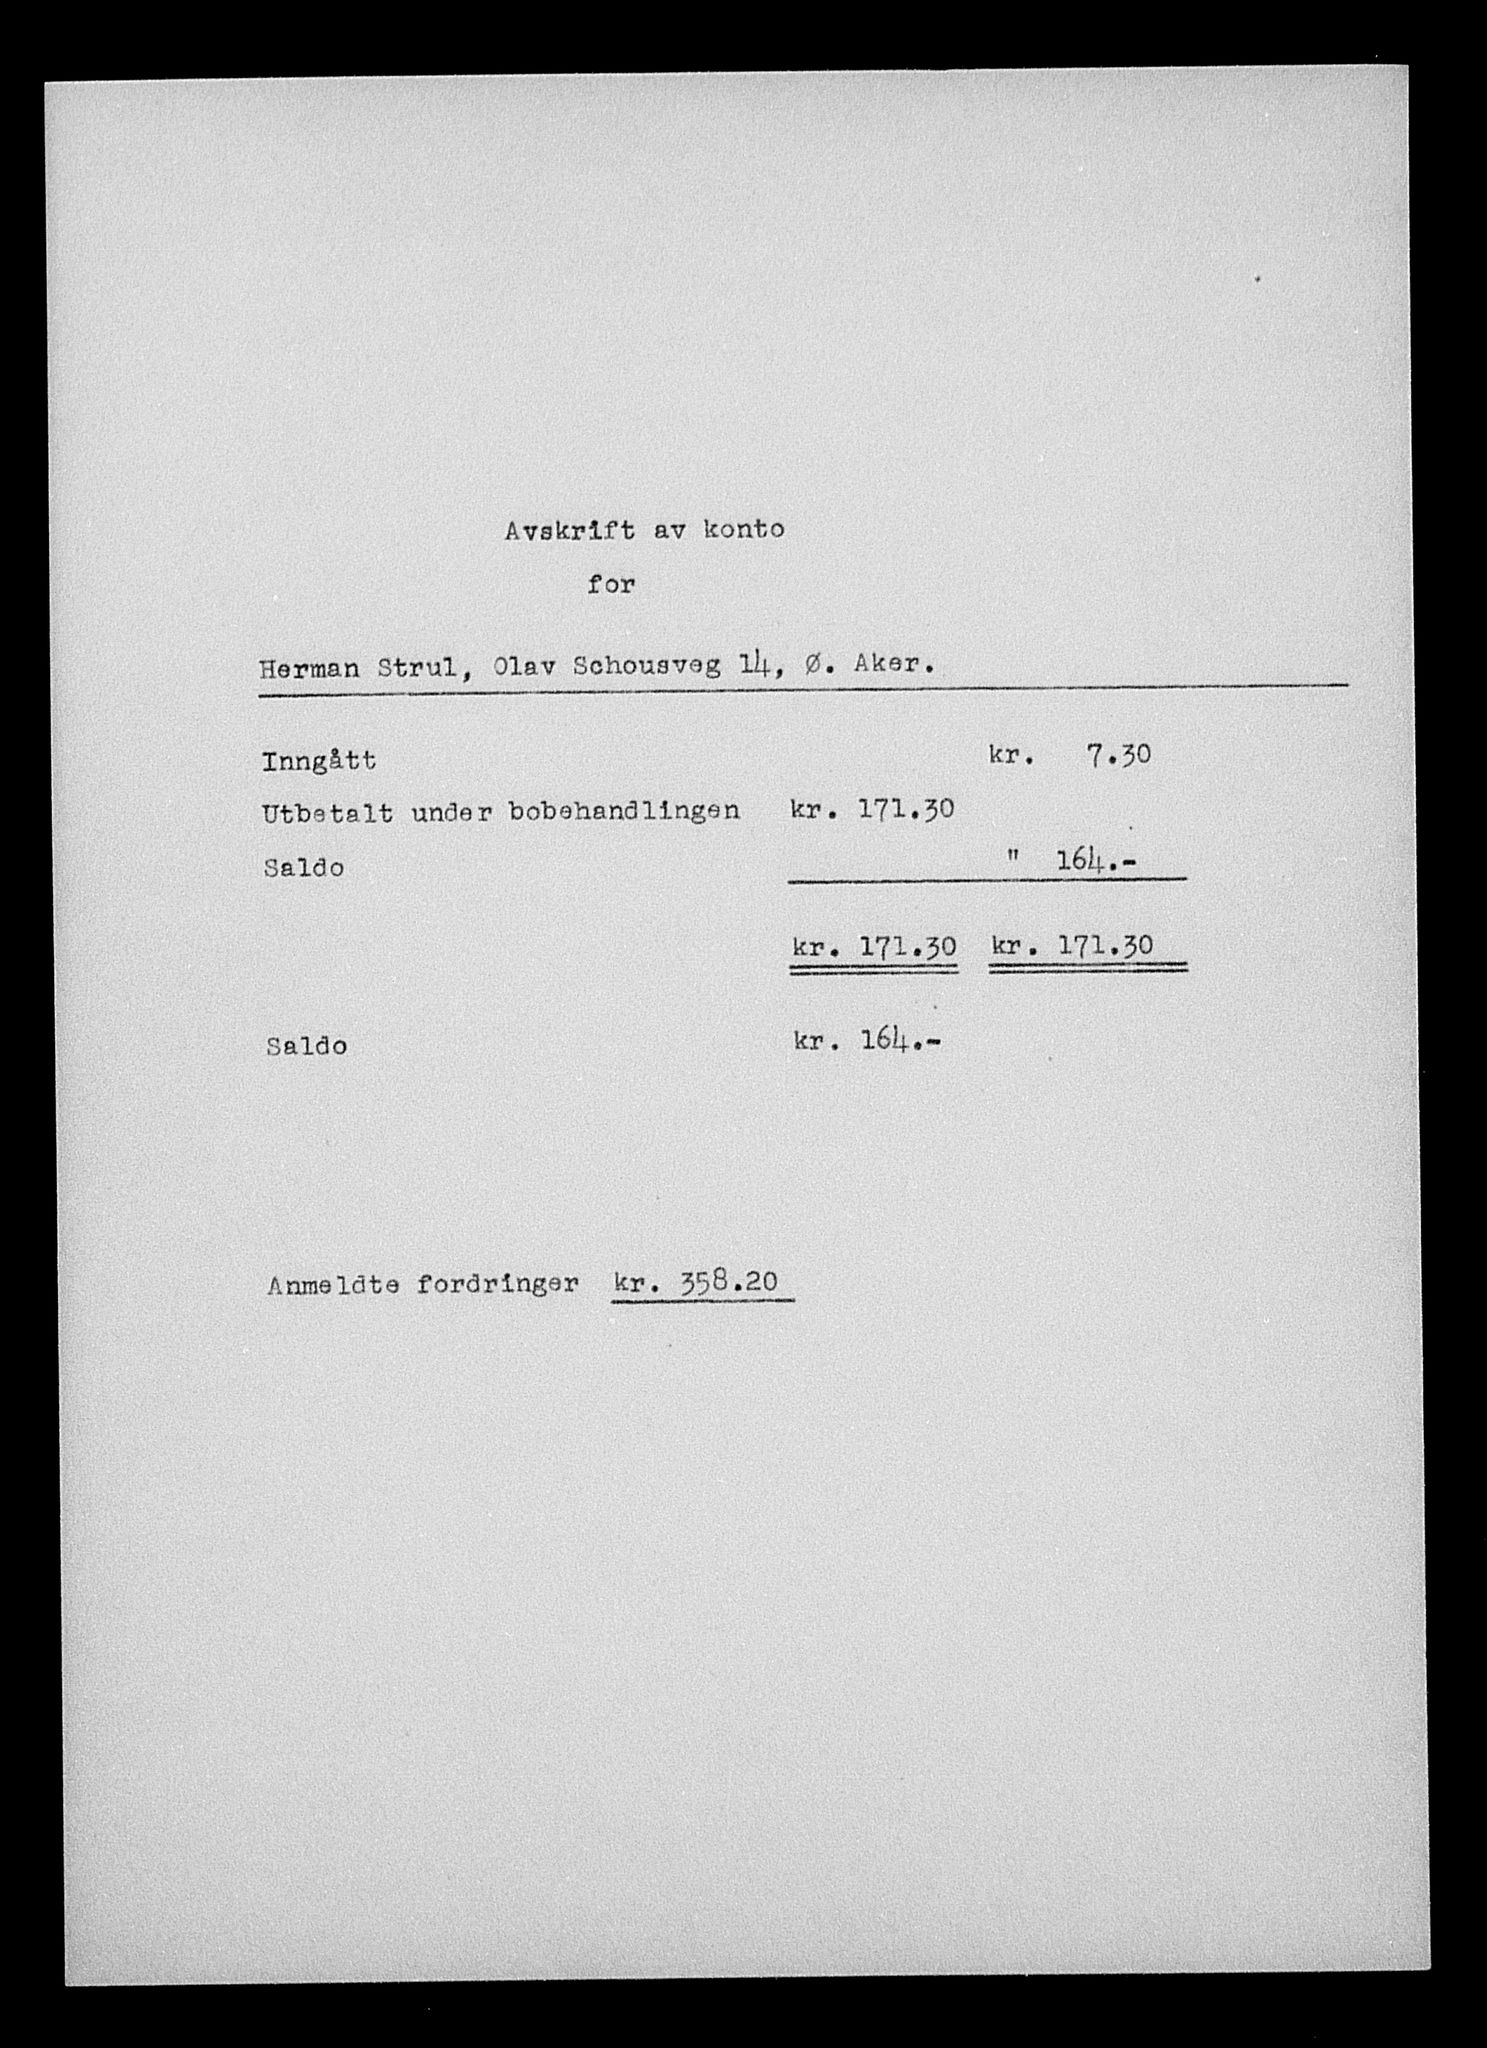 Avskrift av konto
for
Herman Strul, Olav Schousveg 14, Ø. Aker.
Inngått kr. 7.30
Utbetalt under bobehandlingen kr. 171.30
Saldo " 164.-
kr. 171.30 kr. 171.30
Saldo kr. 164.-
Anmeldte fordringer kr. 358.20